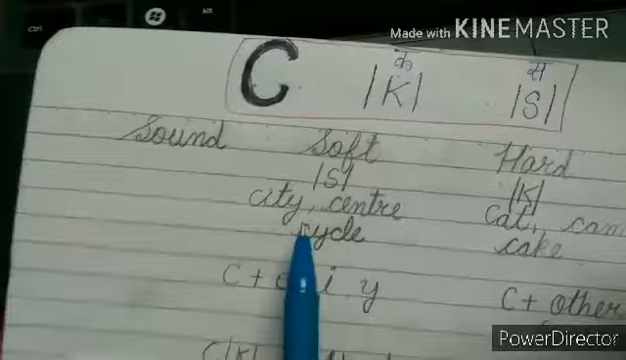 Made with KINEMASTER
C |K| क |S| स
Sound Soft Hard
|S| |K|
city, centre Cat, cam
cycle cake
C + e i y C + other
PowerDirector